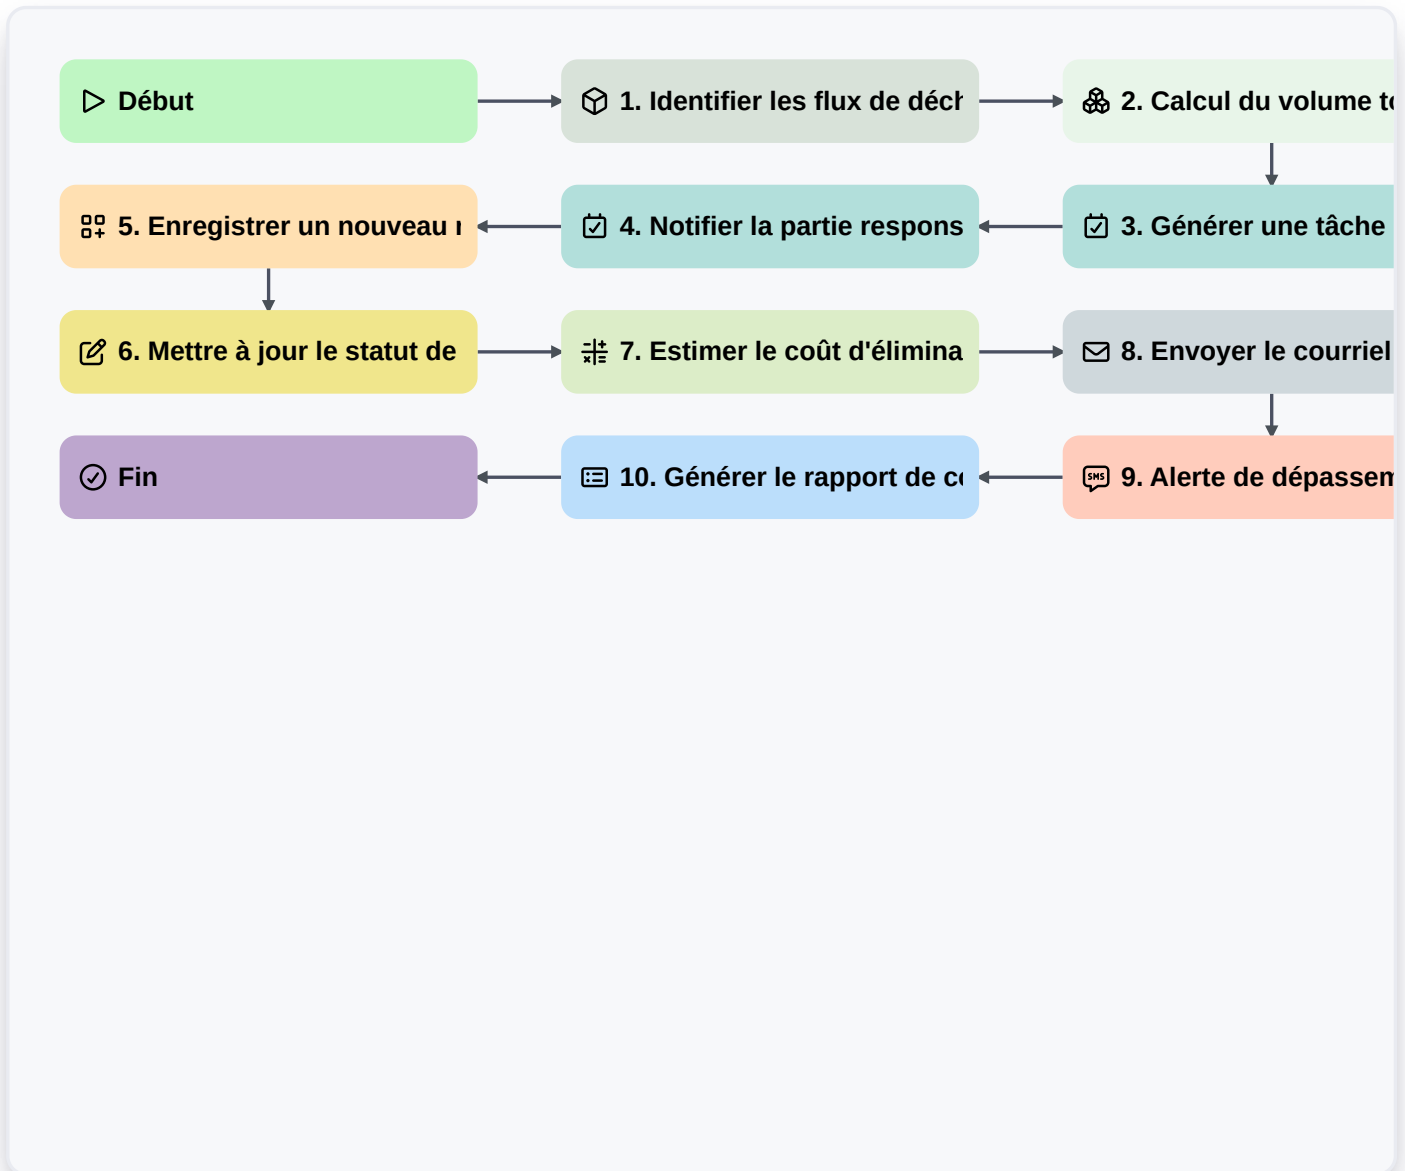 Début
1. Identifier les flux de déch
2. Calcul du volume
5. Enregistrer un nouveau
4. Notifier la partie respons
3. Générer une tâche
6. Mettre à jour le statut de
7. Estimer le coût d'élimina
8. Envoyer le courriel
Fin
10. Générer le rapport de
9. Alerte de dépassem
SMS